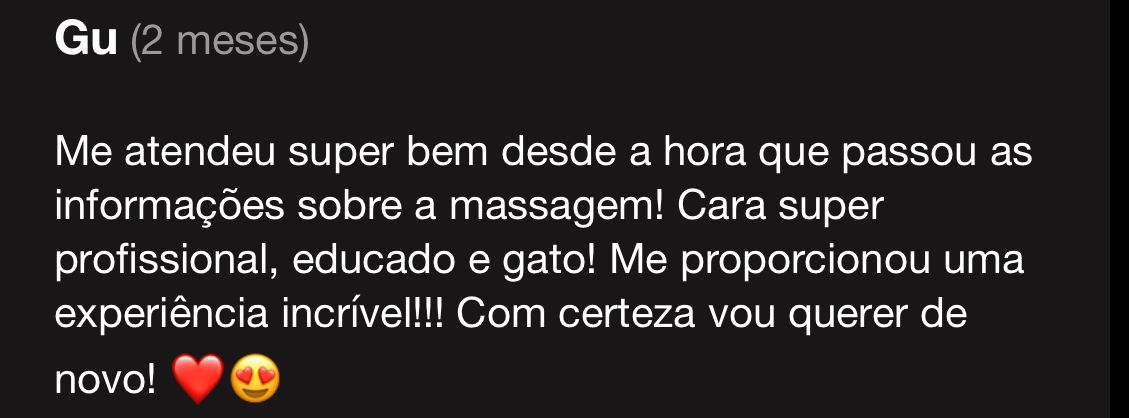 Gu (2 meses)
Me atendeu super bem desde a hora que passou as
informações sobre a massagem! Cara super
profissional, educado e gato! Me proporcionou uma
experiência incrível!!! Com certeza vou querer de
novo! ❤️😍